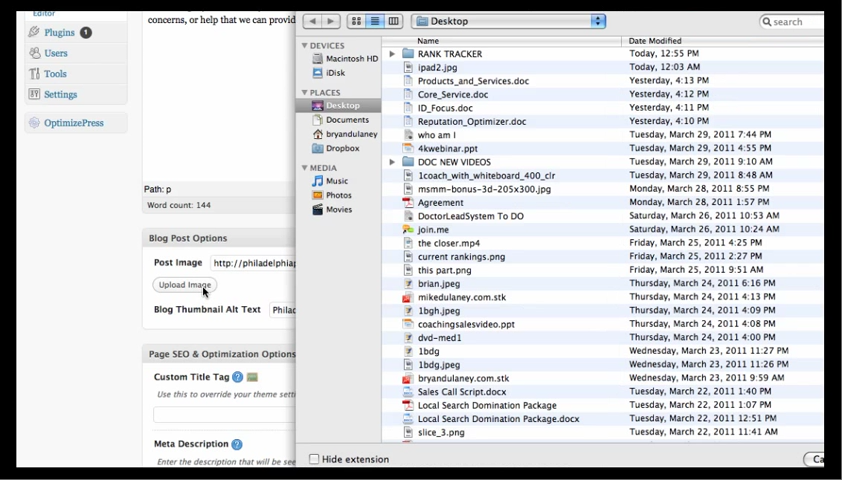 Editor
Plugins 1
Users
Tools
Settings
OptimizePress
concerns, or help that we can provid
Path: p
Word count: 144
Blog Post Options
Post Image http://philadelphiap
Upload Image
Blog Thumbnail Alt Text Philac
Page SEO & Optimization Options
Custom Title Tag ?
Use this to override your theme setti
Meta Description ?
Enter the description that will be see
Desktop
search
DEVICES
Macintosh HD
iDisk
PLACES
Desktop
Documents
bryandulaney
Dropbox
MEDIA
Music
Photos
Movies
Name Date Modified
RANK TRACKER Today, 12:55 PM
ipad2.jpg Today, 12:03 AM
Products_and_Services.doc Yesterday, 4:13 PM
Core_Service.doc Yesterday, 4:12 PM
ID_Focus.doc Yesterday, 4:11 PM
Reputation_Optimizer.doc Yesterday, 4:10 PM
who am I Tuesday, March 29, 2011 7:44 PM
4kwebinar.ppt Tuesday, March 29, 2011 4:55 PM
DOC NEW VIDEOS Tuesday, March 29, 2011 9:10 AM
1coach_with_whiteboard_400_clr Tuesday, March 29, 2011 8:48 AM
msmm-bonus-3d-205x300.jpg Monday, March 28, 2011 8:55 PM
Agreement Monday, March 28, 2011 1:57 PM
DoctorLeadSystem To DO Saturday, March 26, 2011 10:53 AM
join.me Saturday, March 26, 2011 10:24 AM
the closer.mp4 Friday, March 25, 2011 4:25 PM
current rankings.png Friday, March 25, 2011 2:27 PM
this part.png Friday, March 25, 2011 9:51 AM
brian.jpeg Thursday, March 24, 2011 6:16 PM
mikedulaney.com.stk Thursday, March 24, 2011 4:13 PM
1bgh.jpeg Thursday, March 24, 2011 4:09 PM
coachingsalesvideo.ppt Thursday, March 24, 2011 4:08 PM
dvd-med1 Thursday, March 24, 2011 4:00 PM
1bdg Wednesday, March 23, 2011 11:27 PM
1bdg.jpeg Wednesday, March 23, 2011 11:26 PM
bryandulaney.com.stk Wednesday, March 23, 2011 9:59 AM
Sales Call Script.docx Tuesday, March 22, 2011 1:40 PM
Local Search Domination Package Tuesday, March 22, 2011 1:07 PM
Local Search Domination Package.docx Tuesday, March 22, 2011 12:51 PM
slice_3.png Tuesday, March 22, 2011 11:41 AM
Hide extension
Ca